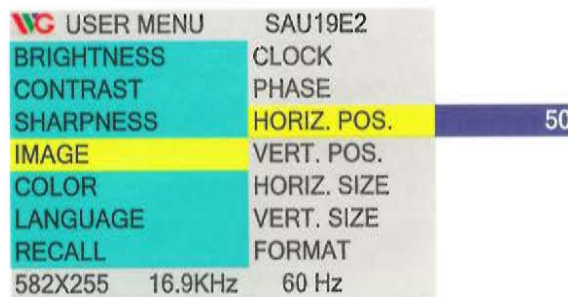 WG USER MENU SAU19E2
BRIGHTNESS CLOCK
CONTRAST PHASE
SHARPNESS HORIZ. POS. 50
IMAGE VERT. POS.
COLOR HORIZ. SIZE
LANGUAGE VERT. SIZE
RECALL FORMAT
582X255 16.9KHz 60 Hz